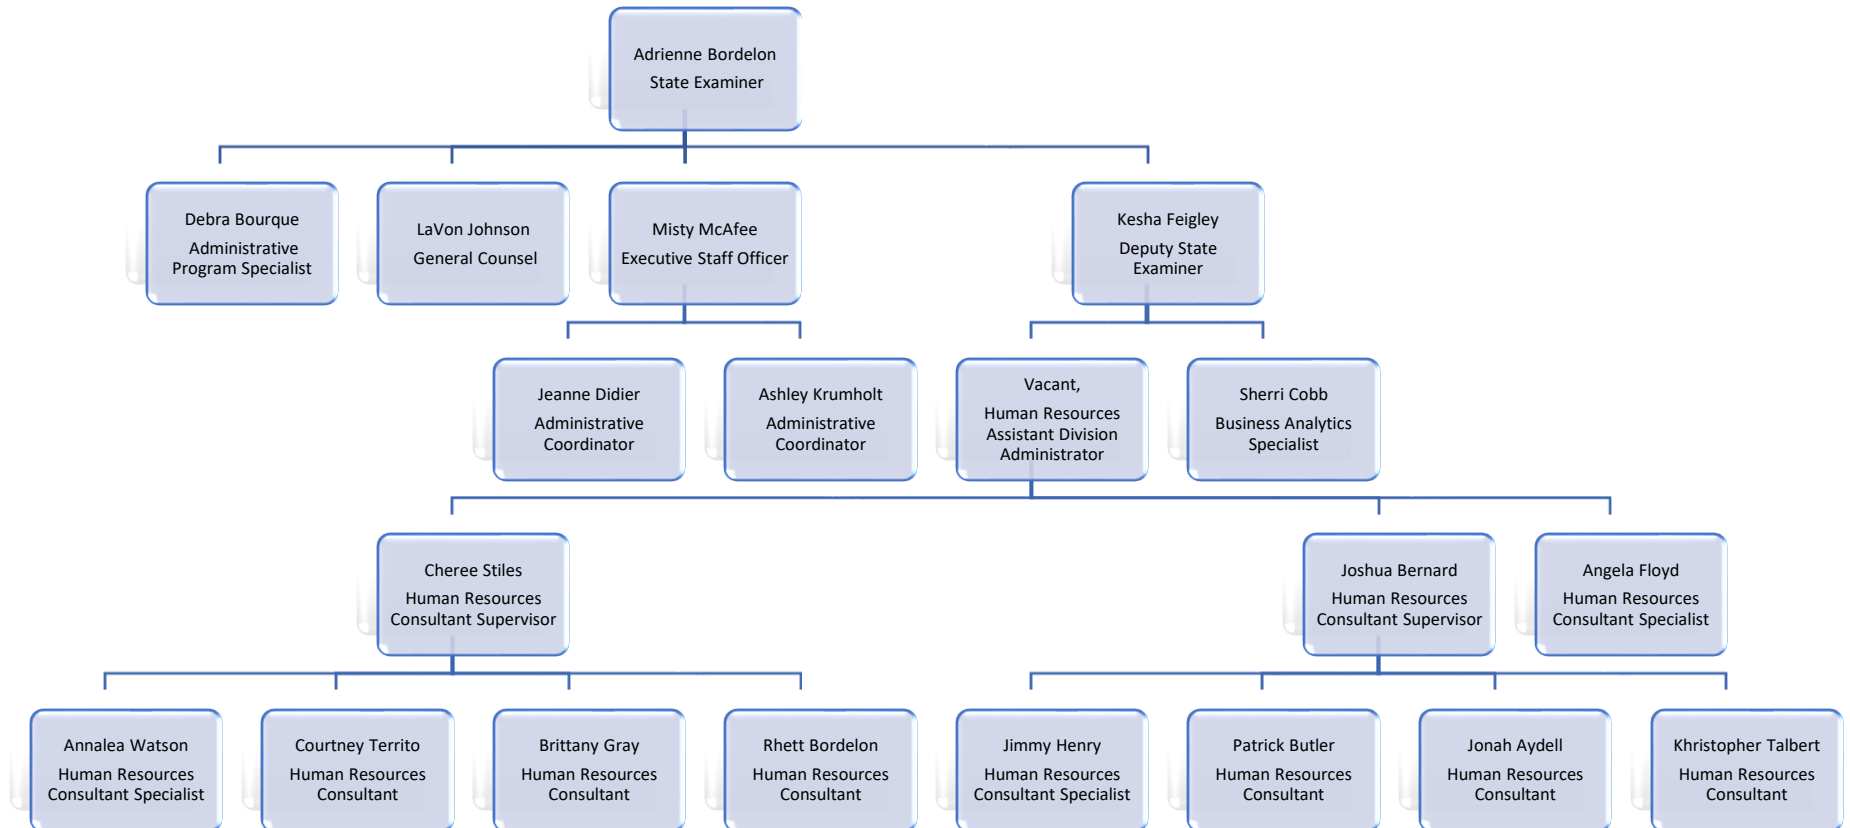 Adrienne Bordelon
State Examiner
Debra Bourque
Administrative
Program Specialist
LaVon Johnson
General Counsel
Misty McAfee
Executive Staff Officer
Kesha Feigley
Deputy State
Examiner
Jeanne Didier
Administrative
Coordinator
Ashley Krumholt
Administrative
Coordinator
Vacant,
Human Resources
Assistant Division
Administrator
Sherri Cobb
Business Analytics
Specialist
Cheree Stiles
Human Resources
Consultant Supervisor
Joshua Bernard
Human Resources
Consultant Supervisor
Angela Floyd
Human Resources
Consultant Specialist
Annalea Watson
Human Resources
Consultant Specialist
Courtney Territo
Human Resources
Consultant
Brittany Gray
Human Resources
Consultant
Rhett Bordelon
Human Resources
Consultant
Jimmy Henry
Human Resources
Consultant Specialist
Patrick Butler
Human Resources
Consultant
Jonah Aydell
Human Resources
Consultant
Khristopher Talbert
Human Resources
Consultant